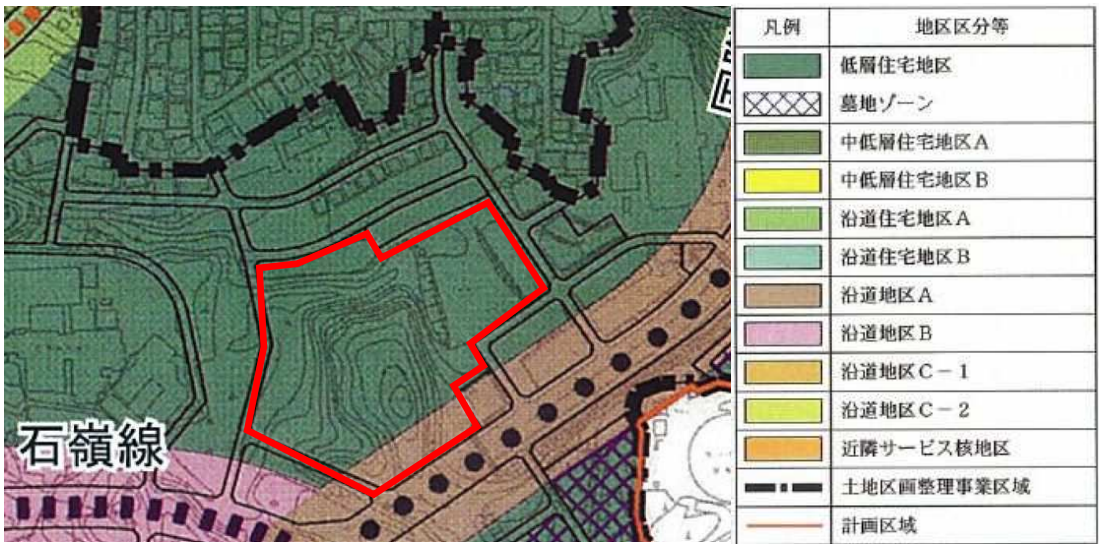 石嶺線
凡例 地区区分等
低層住宅地区
墓地ゾーン
中低層住宅地区A
中低層住宅地区B
沿道住宅地区A
沿道住宅地区B
沿道地区A
沿道地区B
沿道地区C-1
沿道地区C-2
近隣サービス核地区
土地区画整理事業区域
計画区域